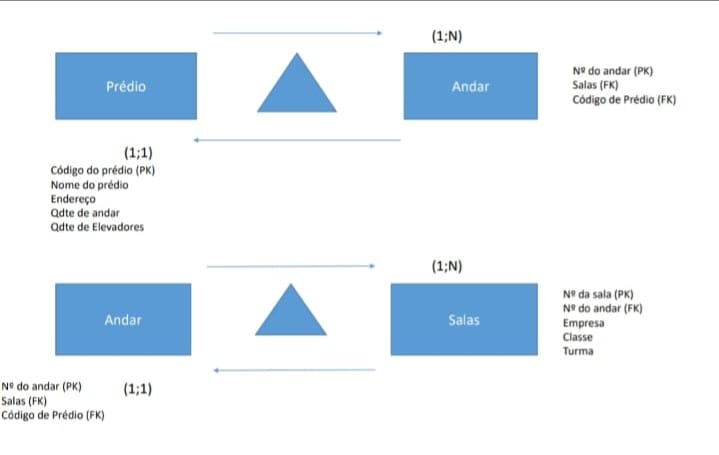 (1;N)
Prédio
Andar
Nº do andar (PK)
Salas (FK)
Código de Prédio (FK)
(1;1)
Código do prédio (PK)
Nome do prédio
Endereço
Qdte de andar
Qdte de Elevadores
(1;N)
Andar
Salas
Nº da sala (PK)
Nº do andar (FK)
Empresa
Classe
Turma
Nº do andar (PK)
(1;1)
Salas (FK)
Código de Prédio (FK)